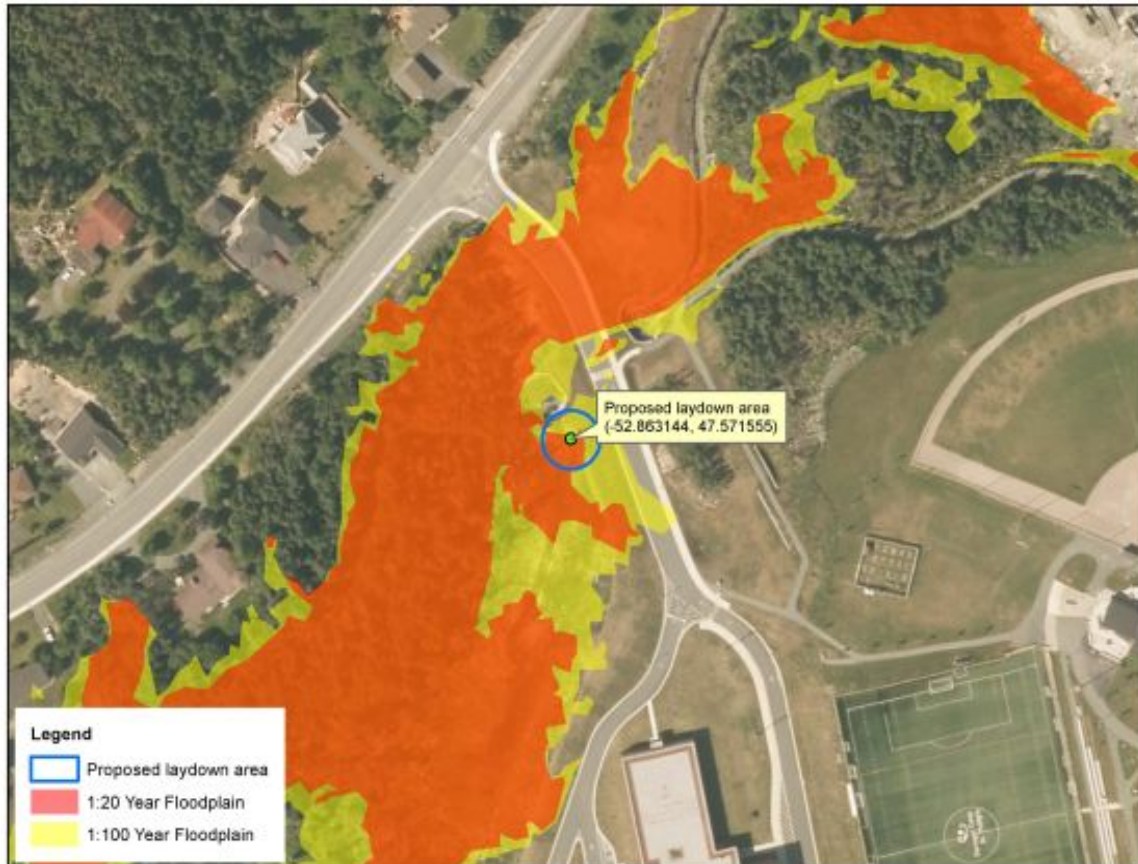 Proposed laydown area
(-52.863144, 47.571555)
Legend
Proposed laydown area
1:20 Year Floodplain
1:100 Year Floodplain